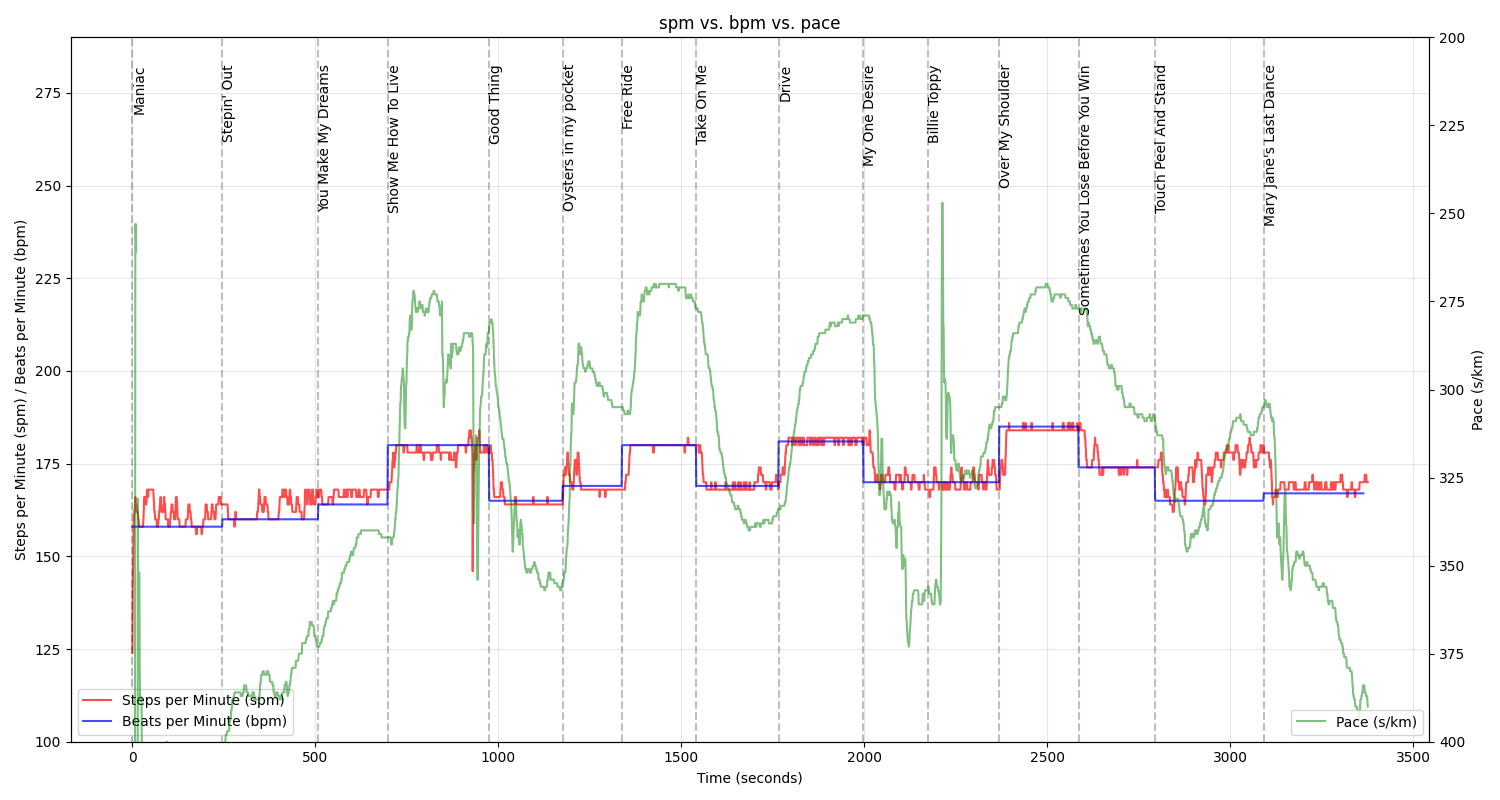 spm vs. bpm vs. pace
Steps per Minute (spm) / Beats per Minute (bpm)
275
250
225
200
175
150
125
100
Maniac
Stepin' Out
You Make My Dreams
Show Me How To Live
Good Thing
Oysters in my pocket
Free Ride
Take On Me
Drive
My One Desire
Billie Toppy
Over My Shoulder
Sometimes You Lose Before You Win
Touch Peel And Stand
Mary Jane's Last Dance
200
225
250
275
300
325
350
375
400
Pace (s/km)
Steps per Minute (spm)
Beats per Minute (bpm)
Pace (s/km)
0
500
1000
1500
2000
2500
3000
3500
Time (seconds)